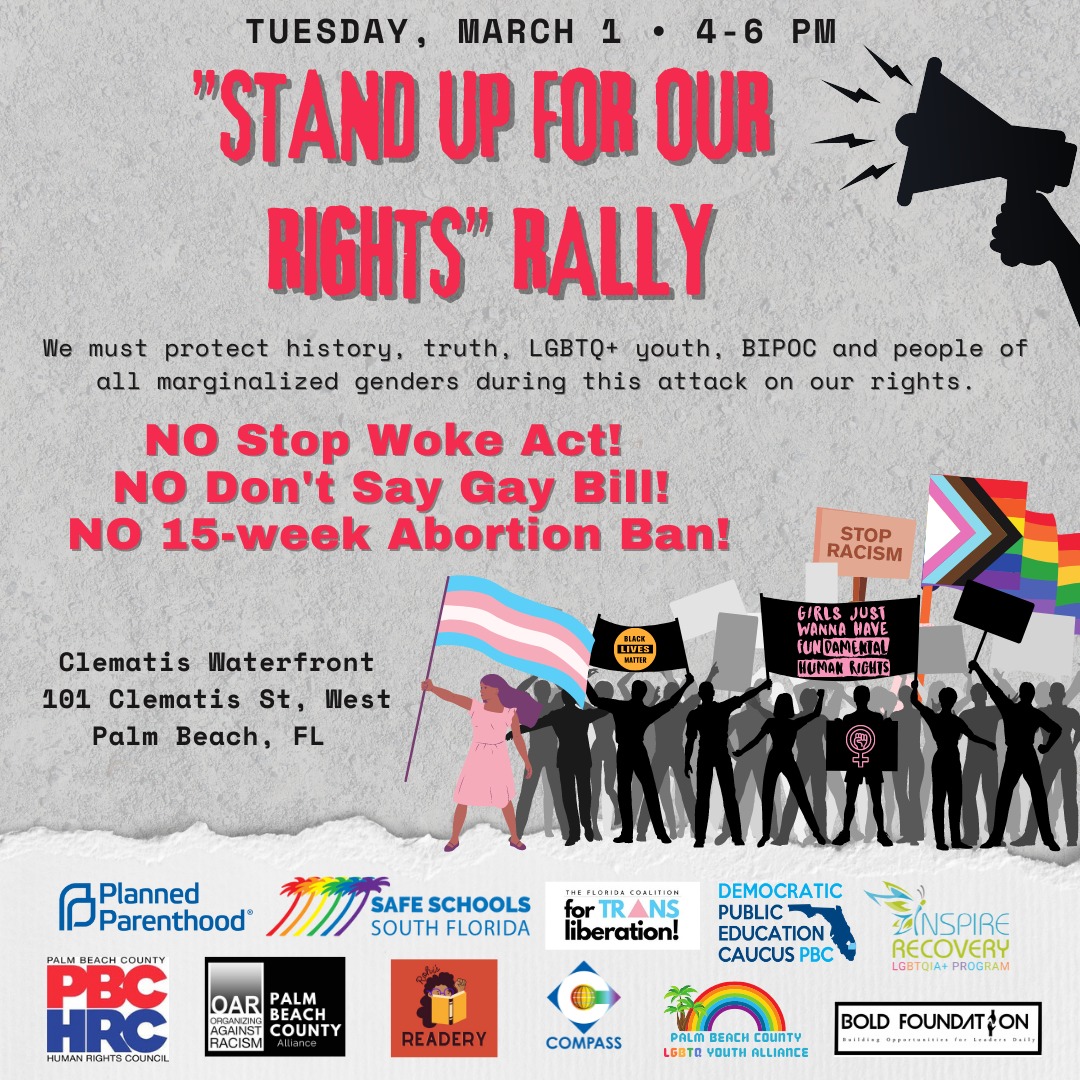 TUESDAY, MARCH 1 • 4-6 PM
"STAND UP FOR OUR
RIGHTS" RALLY
We must protect history, truth, LGBTQ+ youth, BIPOC and people of
all marginalized genders during this attack on our rights.
NO Stop Woke Act!
NO Don't Say Gay Bill!
NO 15-week Abortion Ban!
STOP
RACISM
GIRLS JUST
WANNA HAVE
FUNDAMENTAL
HUMAN RIGHTS
BLACK
LIVES
MATTER
Clematis Waterfront
101 Clematis St, West
Palm Beach, FL
Planned
Parenthood®
SAFE SCHOOLS
SOUTH FLORIDA
THE FLORIDA COALITION
for TRANS
liberation!
DEMOCRATIC
PUBLIC
EDUCATION
CAUCUS PBC
INSPIRE
RECOVERY
LGBTQIA+ PROGRAM
PALM BEACH COUNTY
PBC
HRC
HUMAN RIGHTS COUNCIL
OAR
ORGANIZING
AGAINST
RACISM
PALM
BEACH
COUNTY
Alliance
Rohi's
READERY
COMPASS
PALM BEACH COUNTY
LGBTQ YOUTH ALLIANCE
BOLD FOUNDATION
Building Opportunities for Leaders Daily